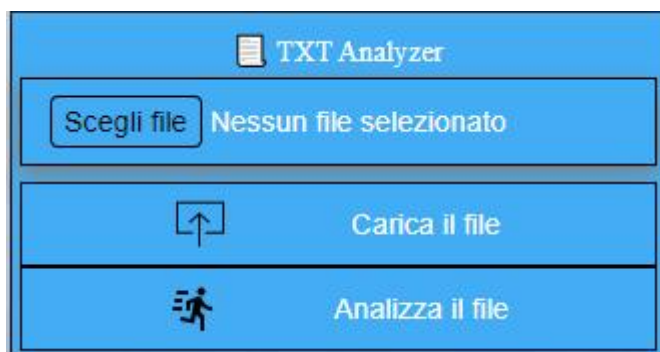 TXT Analyzer
Scegli file Nessun file selezionato
Carica il file
Analizza il file